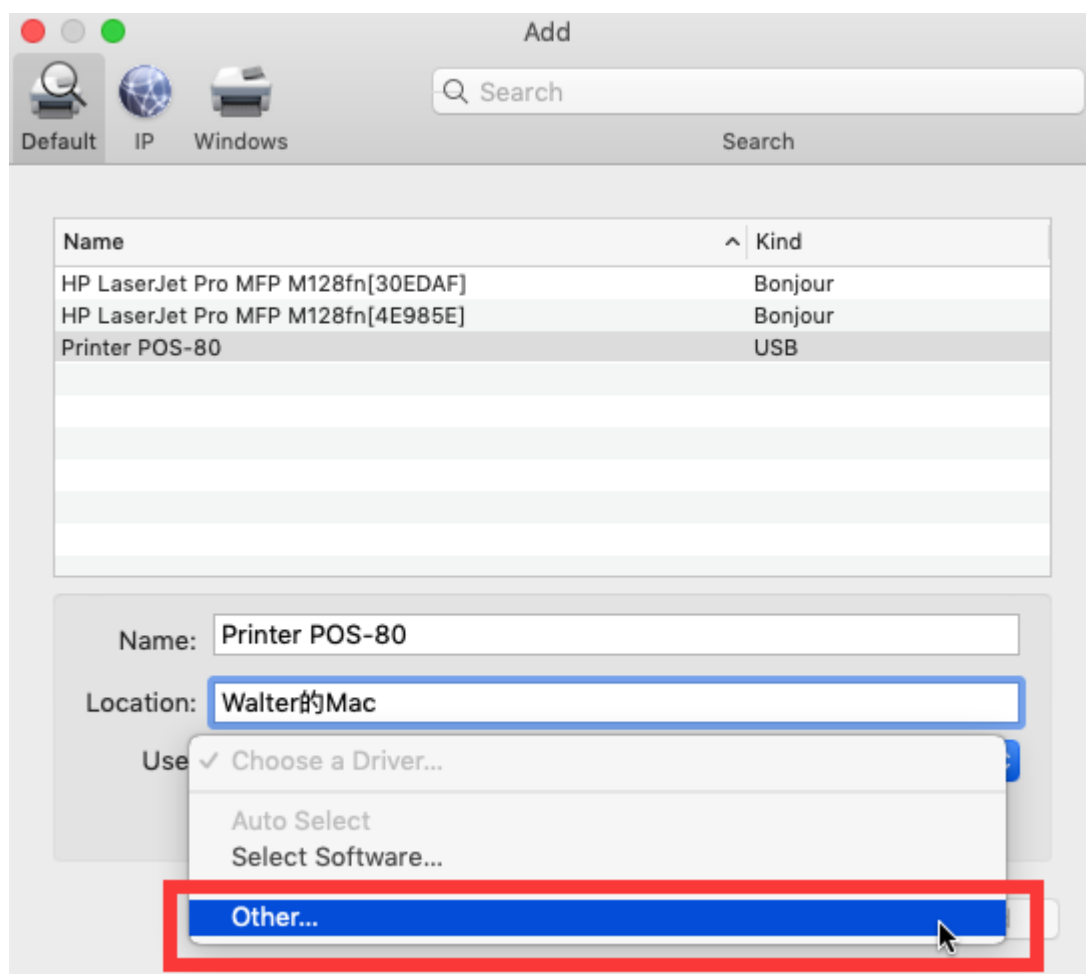 Add
Search
Default IP Windows Search
Name Kind
HP LaserJet Pro MFP M128fn[30EDAF] Bonjour
HP LaserJet Pro MFP M128fn[4E985E] Bonjour
Printer POS-80 USB
Name: Printer POS-80
Location: Walter的Mac
Use Choose a Driver...
Auto Select
Select Software...
Other...